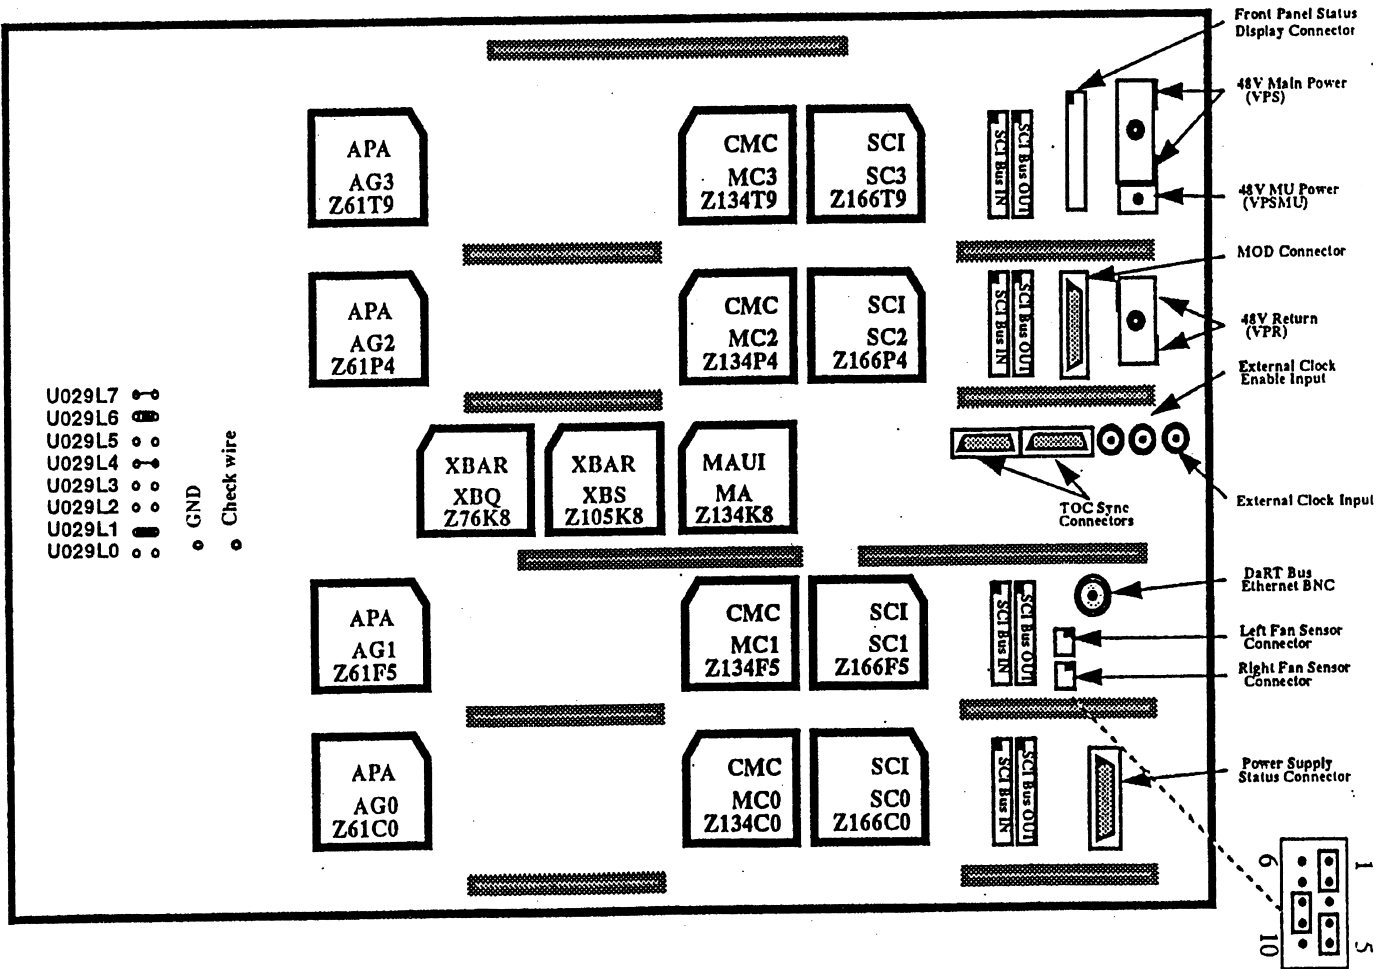 Front Panel Status
Display Connector
48V Main Power
(VPS)
APA
AG3
Z61T9
CMC
MC3
Z134T9
SCI
SC3
Z166T9
SCI Bus IN
SCI Bus OUT
48V MU Power
(VPSMU)
MOD Connector
APA
AG2
Z61P4
CMC
MC2
Z134P4
SCI
SC2
Z166P4
SCI Bus IN
SCI Bus OUT
48V Return
(VPR)
External Clock
Enable Input
U029L7
U029L6
U029L5
U029L4
U029L3
U029L2
U029L1
U029L0
GND
Check wire
XBAR
XBQ
Z76K8
XBAR
XBS
Z105K8
MAUI
MA
Z134K8
TOC Sync
Connectors
External Clock Input
APA
AG1
Z61F5
CMC
MC1
Z134F5
SCI
SC1
Z166F5
SCI Bus IN
SCI Bus OUT
DaRT Bus
Ethernet BNC
Left Fan Sensor
Connector
Right Fan Sensor
Connector
APA
AG0
Z61C0
CMC
MC0
Z134C0
SCI
SC0
Z166C0
SCI Bus IN
SCI Bus OUT
Power Supply
Status Connector
6
1
10
5